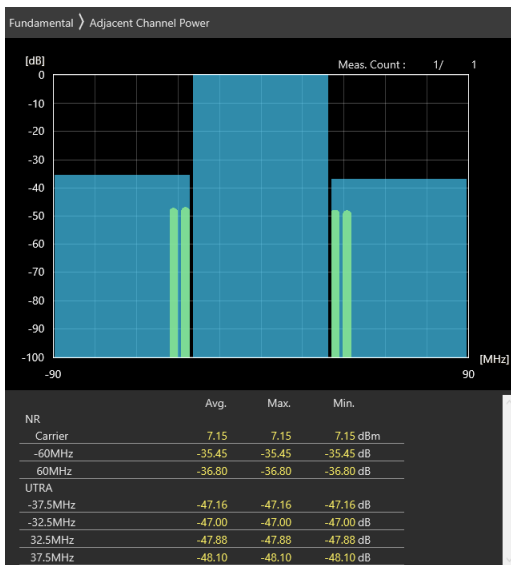 Fundamental 〉 Adjacent Channel Power
[dB]
Meas. Count : 1/ 1
0
-10
-20
-30
-40
-50
-60
-70
-80
-90
-100
[MHz]
-90 90
Avg. Max. Min.
NR
Carrier 7.15 7.15 7.15 dBm
-60MHz -35.45 -35.45 -35.45 dB
60MHz -36.80 -36.80 -36.80 dB
UTRA
-37.5MHz -47.16 -47.16 -47.16 dB
-32.5MHz -47.00 -47.00 -47.00 dB
32.5MHz -47.88 -47.88 -47.88 dB
37.5MHz -48.10 -48.10 -48.10 dB